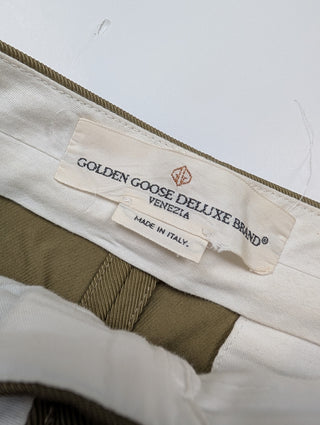 GOLDEN GOOSE DELUXE BRAND®
VENEZIA
MADE IN ITALY.